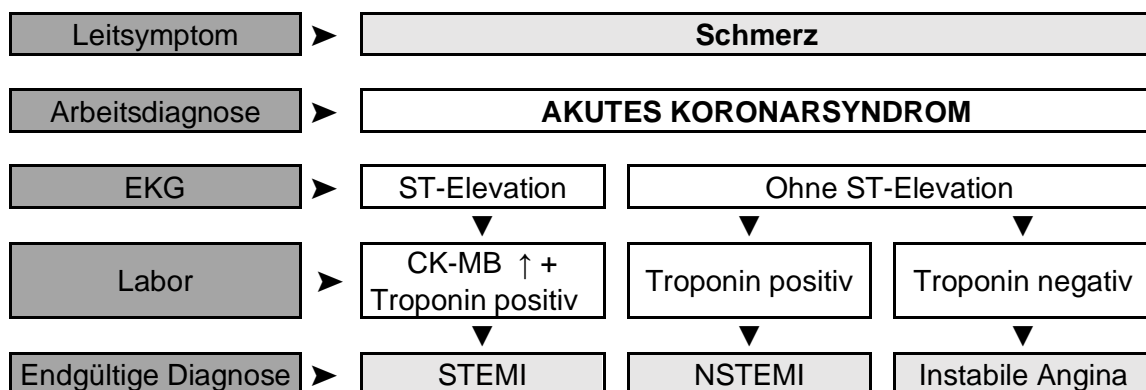 Leitsymptom ➤ Schmerz
Arbeitsdiagnose ➤ AKUTES KORONARSYNDROM
EKG ➤ ST-Elevation Ohne ST-Elevation
▼ ▼ ▼
Labor ➤ CK-MB ↑ + Troponin positiv Troponin positiv Troponin negativ
▼ ▼ ▼
Endgültige Diagnose ➤ STEMI NSTEMI Instabile Angina